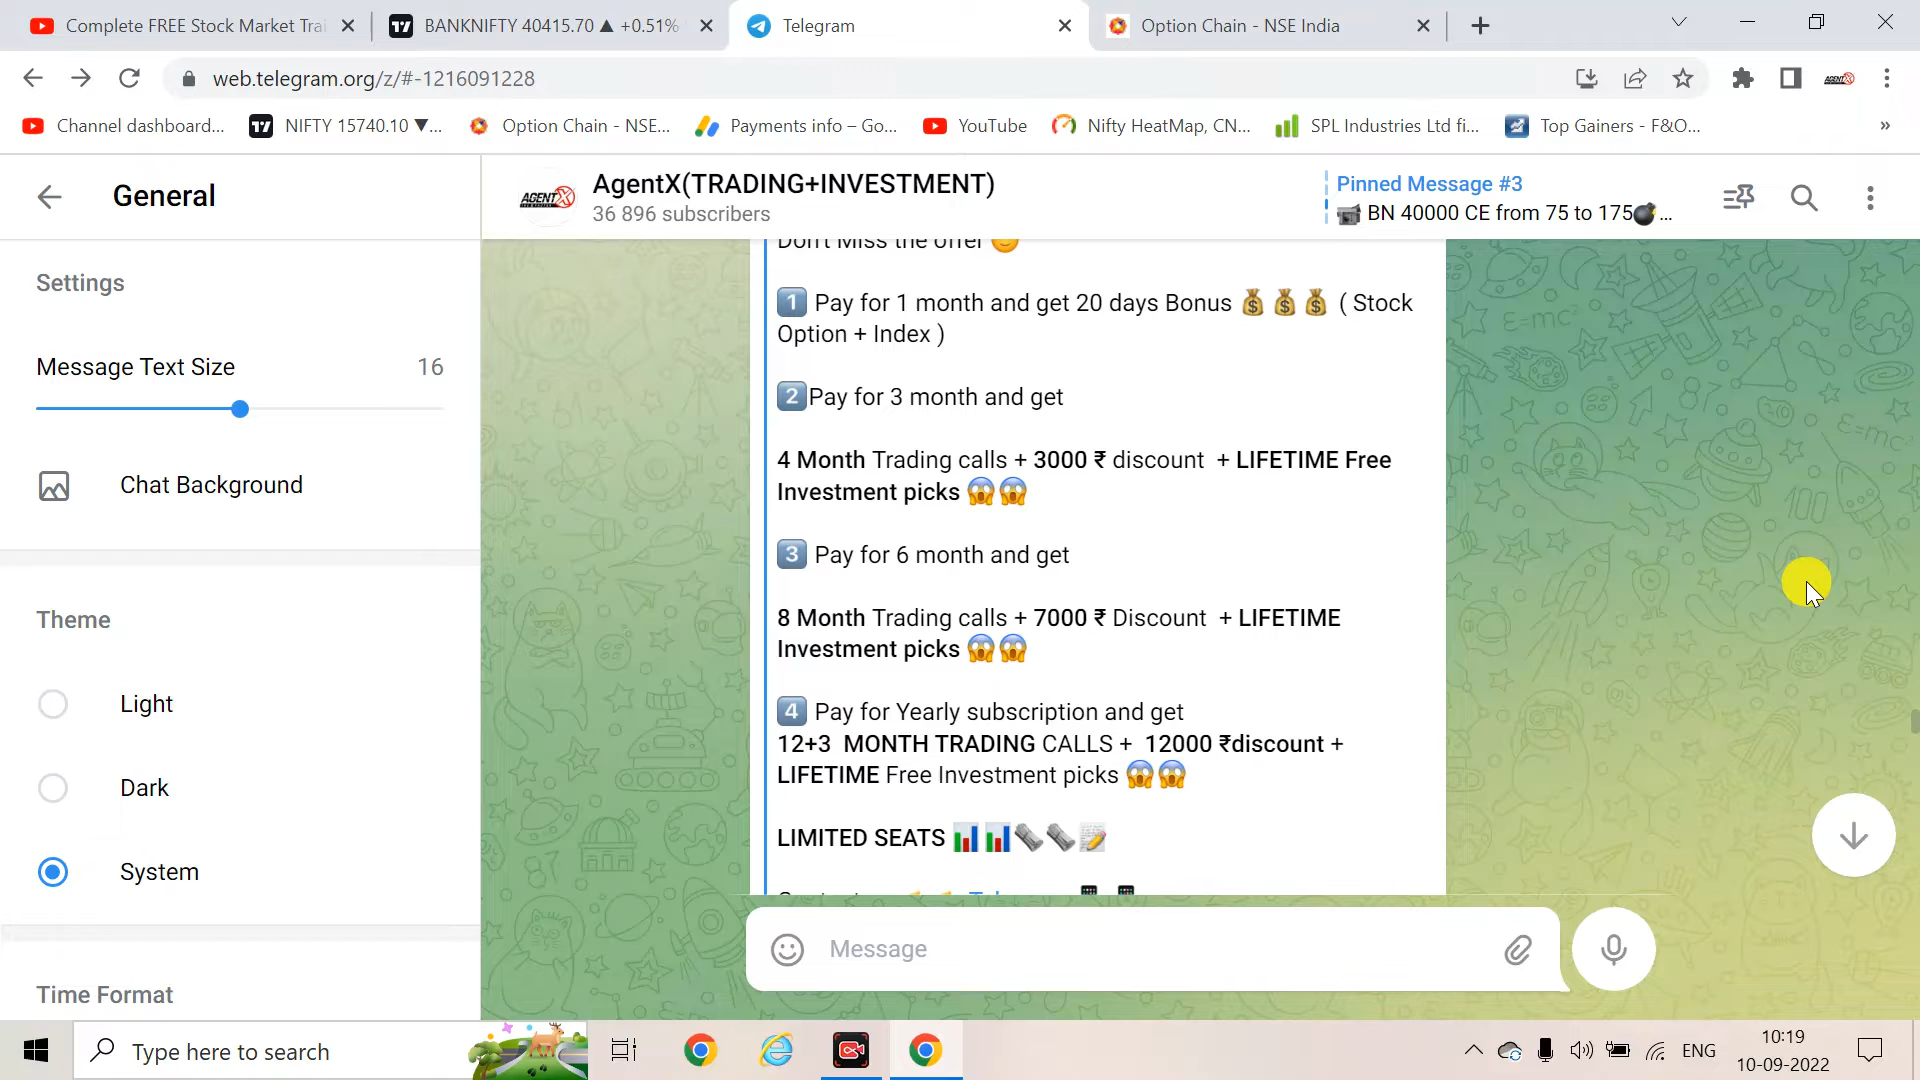 Complete FREE Stock Market Trai
BANKNIFTY 40415.70 ▲ +0.51%
Telegram
Option Chain - NSE India
web.telegram.org/z/#-1216091228
AGENTX
Channel dashboard...
NIFTY 15740.10 ▼...
Option Chain - NSE...
Payments info – Go...
YouTube
Nifty HeatMap, CN...
SPL Industries Ltd fi...
Top Gainers - F&O...
»
General
AGENTX
AgentX(TRADING+INVESTMENT)
36 896 subscribers
Pinned Message #3
📹 BN 40000 CE from 75 to 175💣...
Settings
Message Text Size 16
Chat Background
Theme
Light
Dark
System
Time Format
Don't Miss the offer 🙂
1️⃣ Pay for 1 month and get 20 days Bonus 💰💰💰 ( Stock
Option + Index )
2️⃣Pay for 3 month and get
4 Month Trading calls + 3000 ₹ discount + LIFETIME Free
Investment picks 😱😱
3️⃣ Pay for 6 month and get
8 Month Trading calls + 7000 ₹ Discount + LIFETIME
Investment picks 😱😱
4️⃣ Pay for Yearly subscription and get
12+3 MONTH TRADING CALLS + 12000 ₹discount +
LIFETIME Free Investment picks 😱😱
LIMITED SEATS 📊📊🗞🗞📝
Message
Type here to search
ENG
10:19
10-09-2022